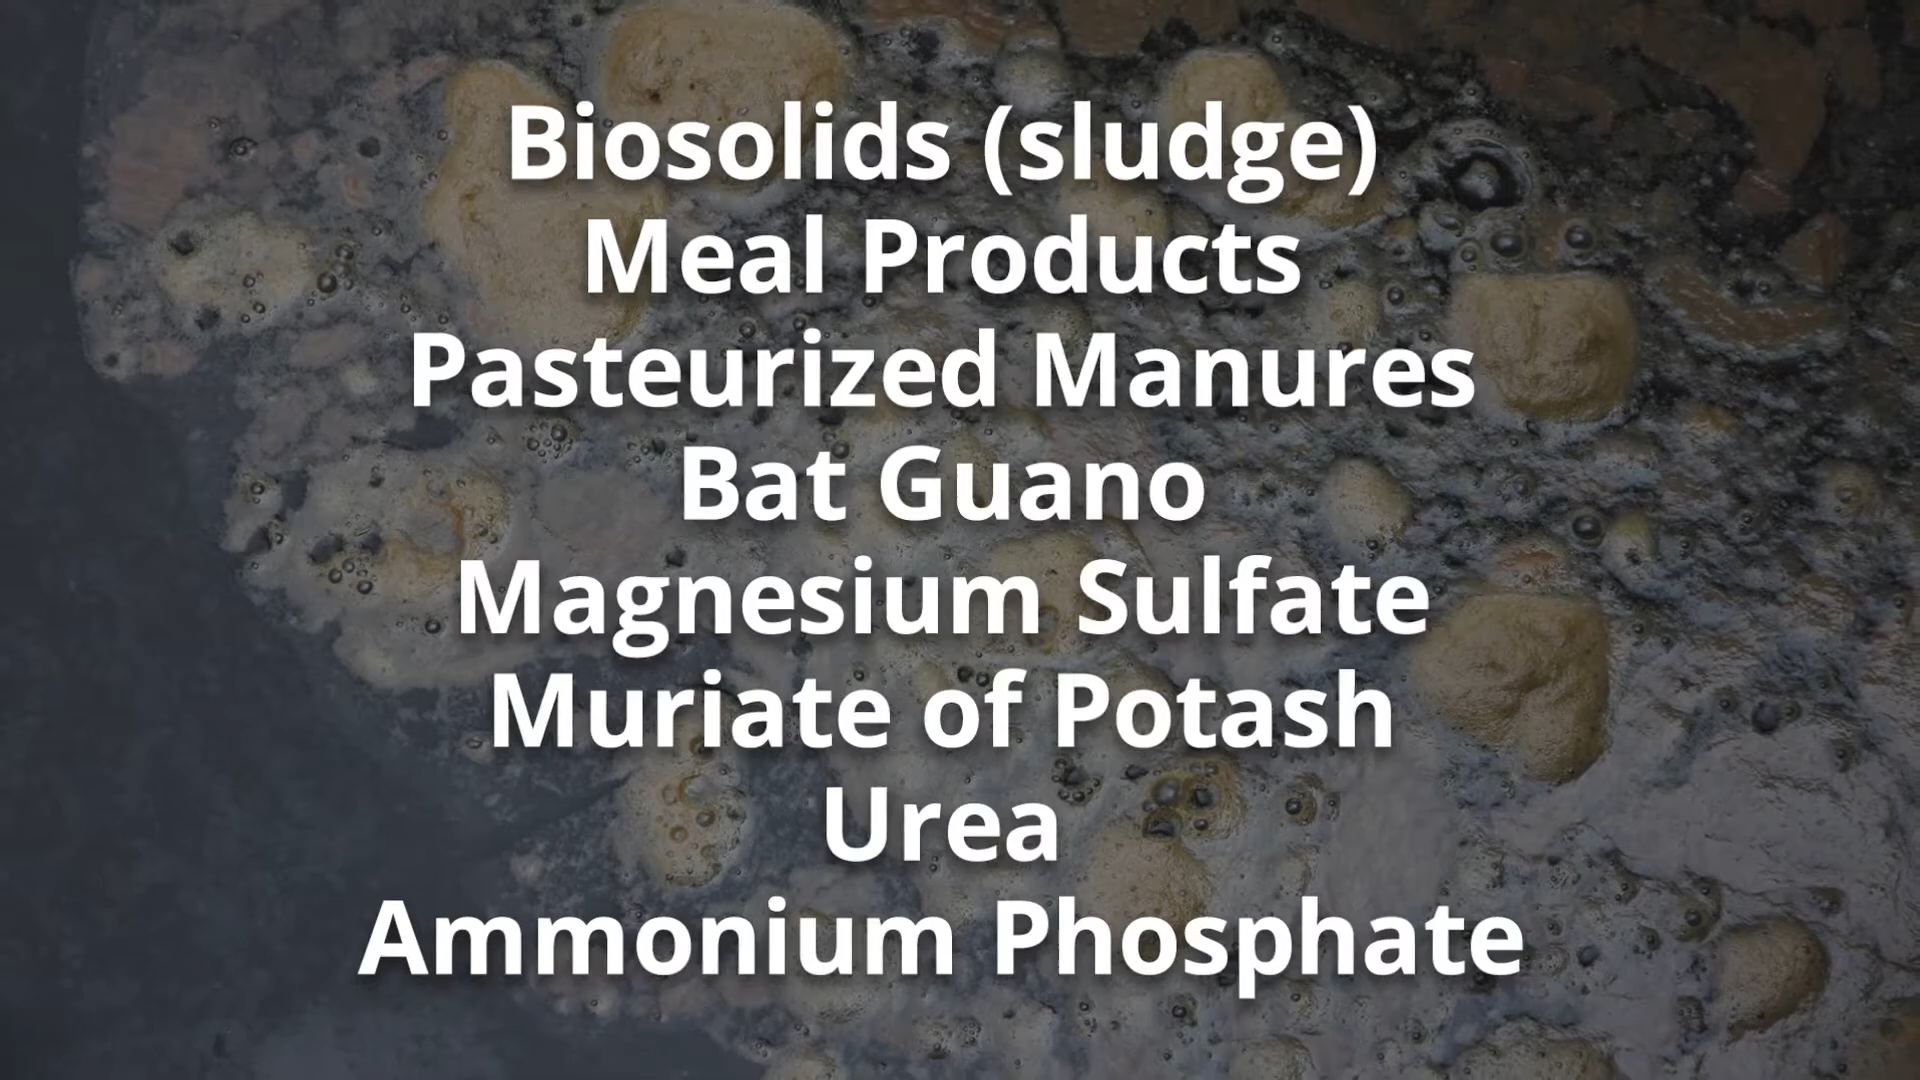 Biosolids (sludge)
Meal Products
Pasteurized Manures
Bat Guano
Magnesium Sulfate
Muriate of Potash
Urea
Ammonium Phosphate